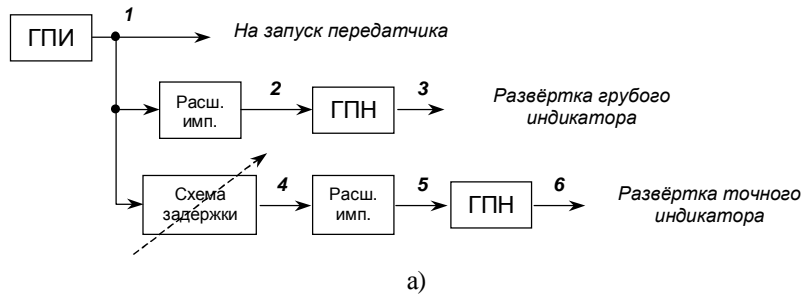 1
ГПИ
На запуск передатчика
2
3
Расш.
имп.
ГПН
Развёртка грубого
индикатора
4
5
6
Схема
задержки
Расш.
имп.
ГПН
Развёртка точного
индикатора
а)